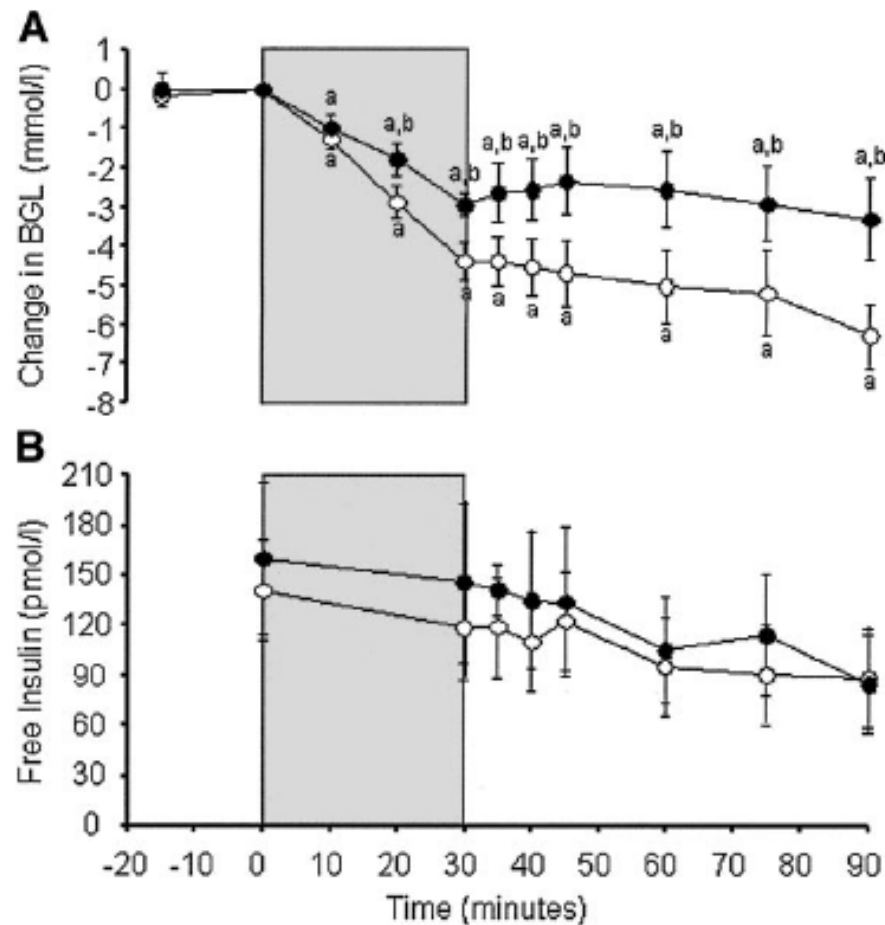 A
Change in BGL (mmol/l)
1
0
-1
-2
-3
-4
-5
-6
-7
-8
a
a,b
a,b
a,b
a,b
a,b
a,b
a,b
a,b
a
a
a
a
a
a
a
a
a
B
Free Insulin (pmol/l)
210
180
150
120
90
60
30
0
-20 -10 0 10 20 30 40 50 60 70 80 90
Time (minutes)